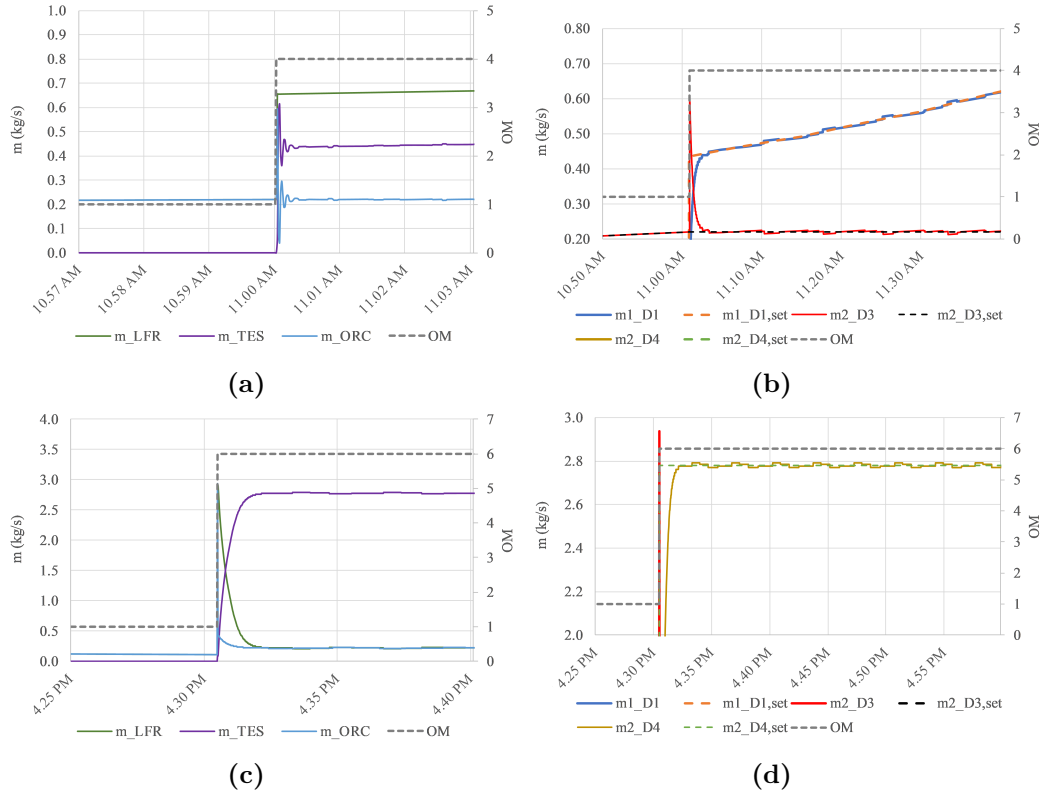 1.0
0.9
0.8
0.7
0.6
0.5
0.4
0.3
0.2
0.1
0.0
m (kg/s)
5
4
3
2
1
0
OM
10.57 AM
10.58 AM
10.59 AM
11.00 AM
11.01 AM
11.02 AM
11.03 AM
m_LFR m_TES m_ORC OM
(a)
0.80
0.70
0.60
0.50
0.40
0.30
0.20
m (kg/s)
5
4
3
2
1
0
OM
10.50 AM
11.00 AM
11.10 AM
11.20 AM
11.30 AM
m1_D1 m1_D1,set m2_D3 m2_D3,set
m2_D4 m2_D4,set OM
(b)
4.0
3.5
3.0
2.5
2.0
1.5
1.0
0.5
0.0
m (kg/s)
7
6
5
4
3
2
1
0
OM
4.25 PM
4.30 PM
4.35 PM
4.40 PM
m_LFR m_TES m_ORC OM
(c)
3.0
2.8
2.6
2.4
2.2
2.0
m (kg/s)
7
6
5
4
3
2
1
0
OM
4.25 PM
4.30 PM
4.35 PM
4.40 PM
4.45 PM
4.50 PM
4.55 PM
m1_D1 m1_D1,set m2_D3 m2_D3,set
m2_D4 m2_D4,set OM
(d)